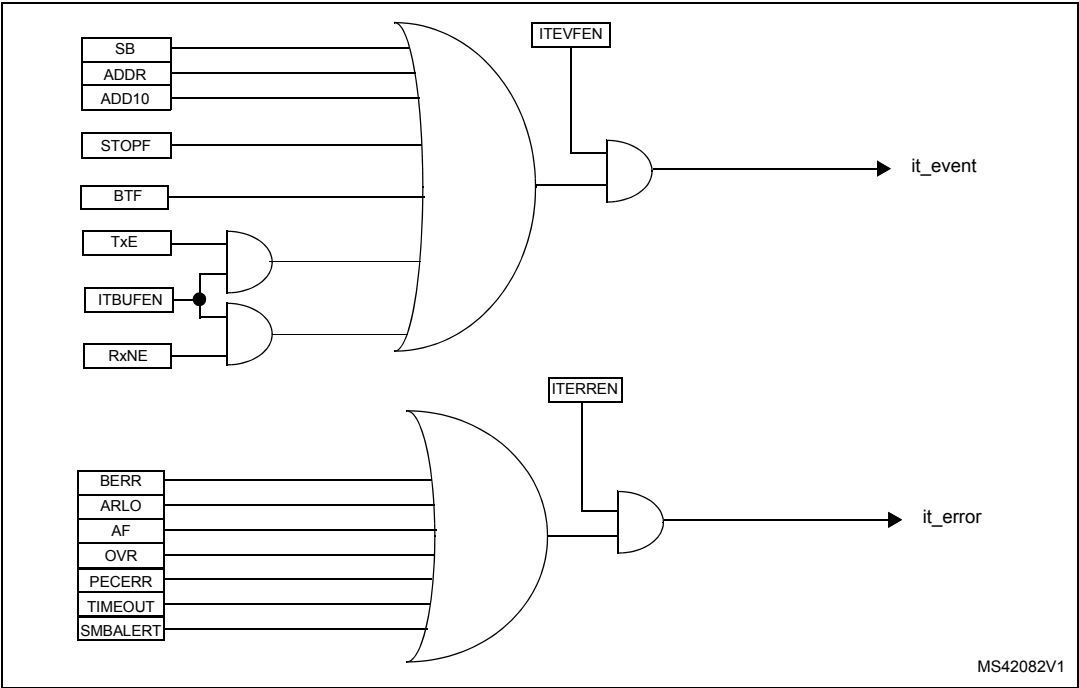 ITEVFEN
SB
ADDR
ADD10
STOPF
BTF
TxE
ITBUFEN
RxNE
it_event
ITERREN
BERR
ARLO
AF
OVR
PECERR
TIMEOUT
SMBALERT
it_error
MS42082V1